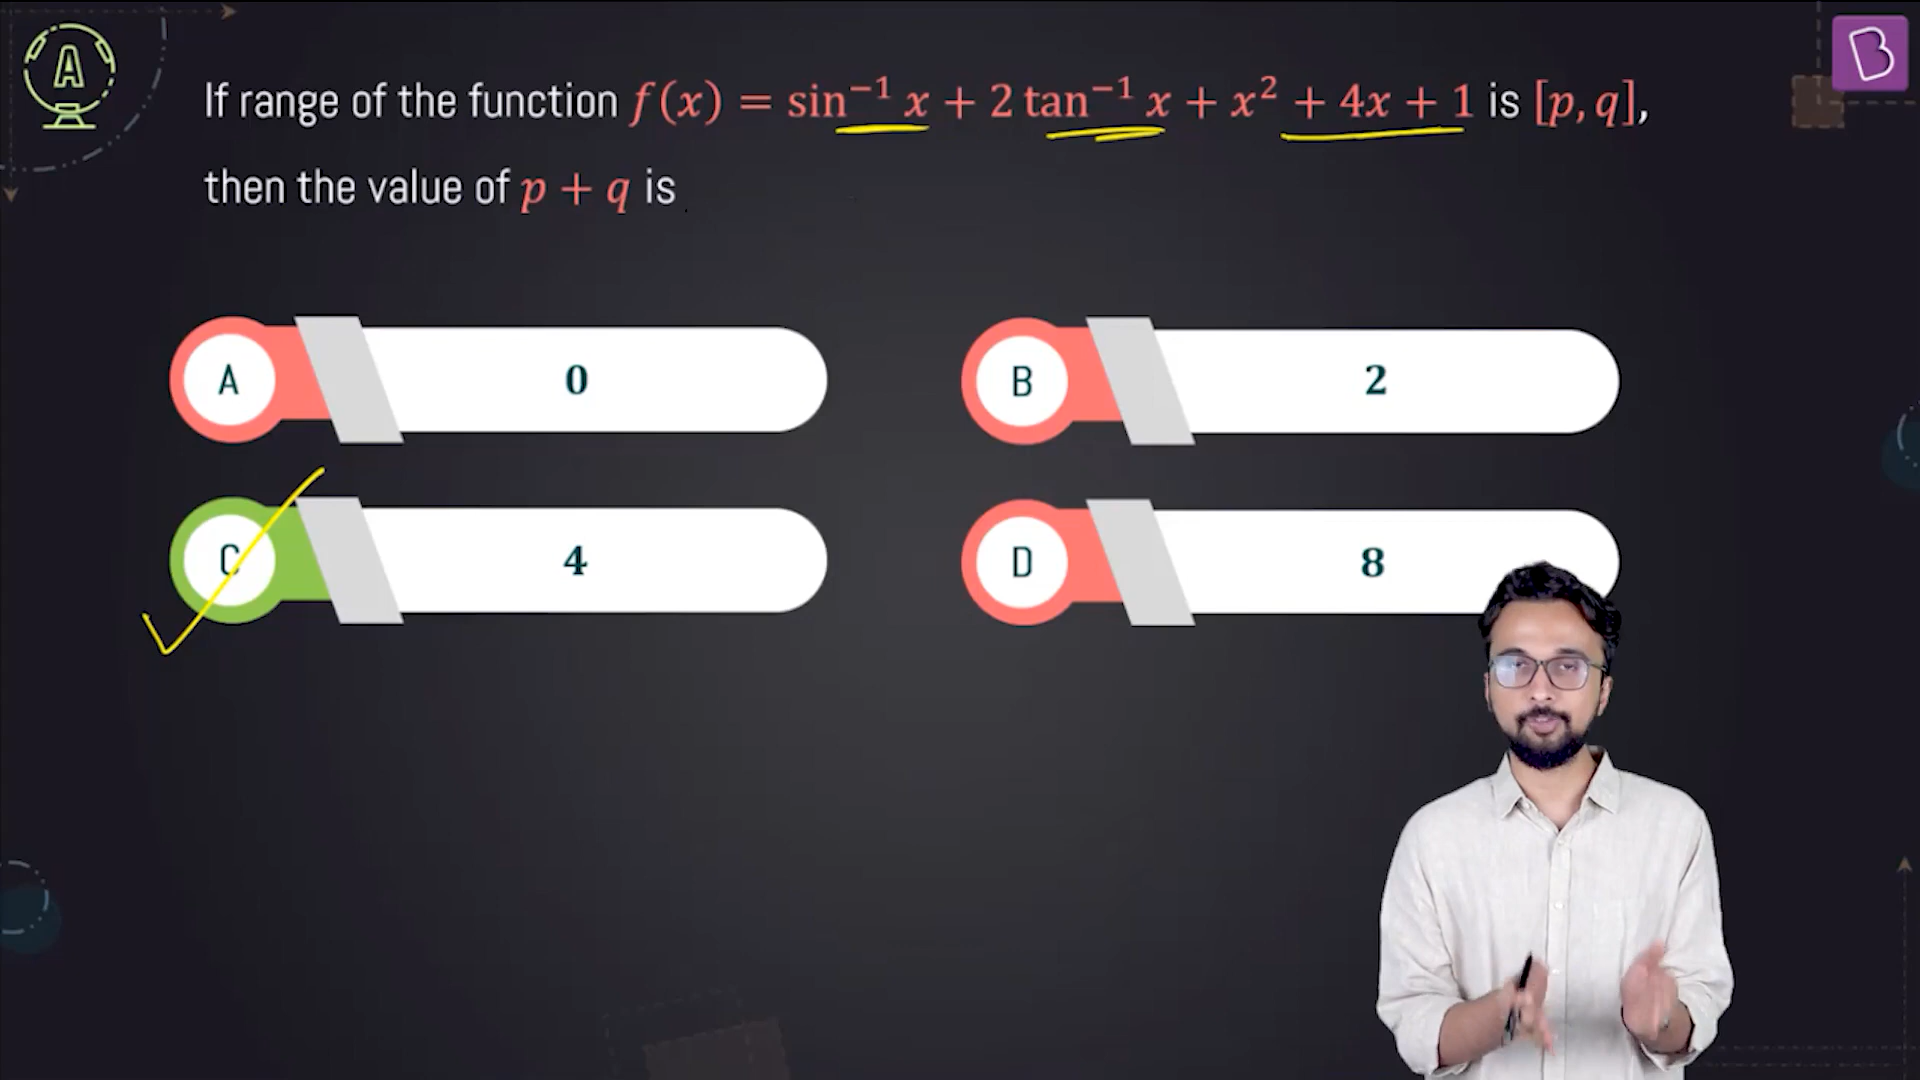 A
B
If range of the function f(x) = sin⁻¹ x + 2 tan⁻¹ x + x² + 4x + 1 is [p, q],
then the value of p + q is
A 0
B 2
C 4
D 8